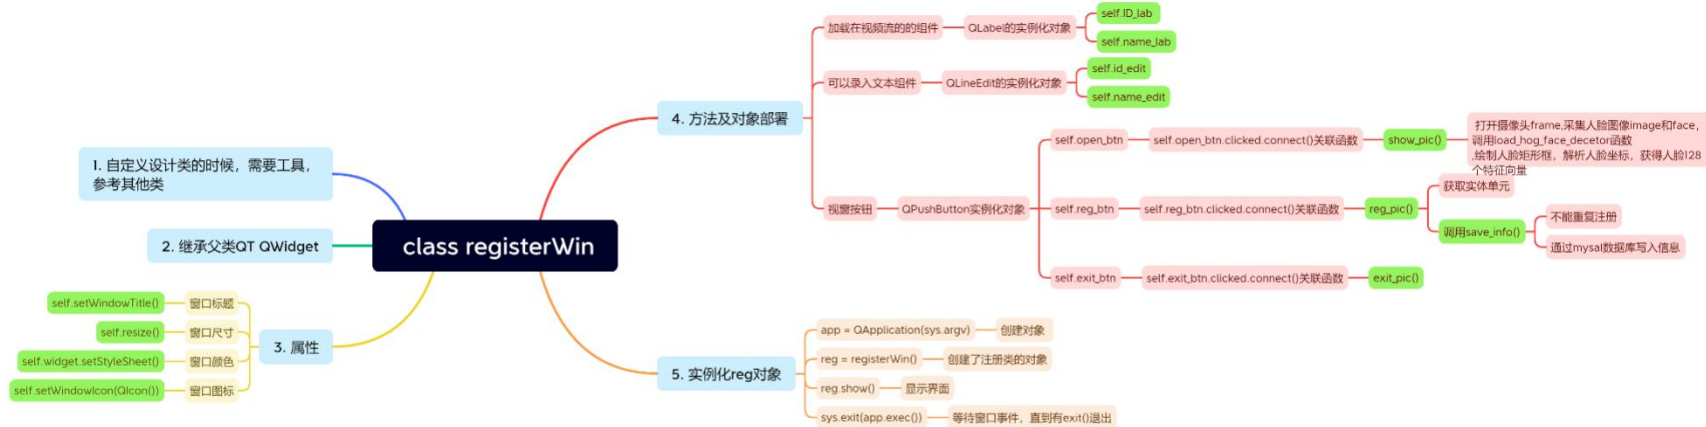 class registerWin
1. 自定义设计类的时候，需要工具，
参考其他类
2. 继承父类QT QWidget
3. 属性
窗口标题
self.setWindowTitle()
窗口尺寸
self.resize()
窗口颜色
self.widget.setStyleSheet()
窗口图标
self.setWindowIcon(QIcon())
4. 方法及对象部署
加载在视频流的的组件
QLabel的实例化对象
self.ID_lab
self.name_lab
可以录入文本组件
QLineEdit的实例化对象
self.id_edit
self.name_edit
视窗按钮
QPushButton实例化对象
self.open_btn
self.open_btn.clicked.connect()关联函数
show_pic()
打开摄像头frame,采集人脸图像image和face，
调用load_hog_face_decetor函数
,绘制人脸矩形框，解析人脸坐标，获得人脸128
个特征向量
self.reg_btn
self.reg_btn.clicked.connect()关联函数
reg_pic()
获取实体单元
调用save_info()
不能重复注册
通过mysal数据库写入信息
self.exit_btn
self.exit_btn.clicked.connect()关联函数
exit_pic()
5. 实例化reg对象
app = QApplication(sys.argv)
创建对象
reg = registerWin()
创建了注册类的对象
reg.show()
显示界面
sys.exit(app.exec())
等待窗口事件，直到有exit()退出